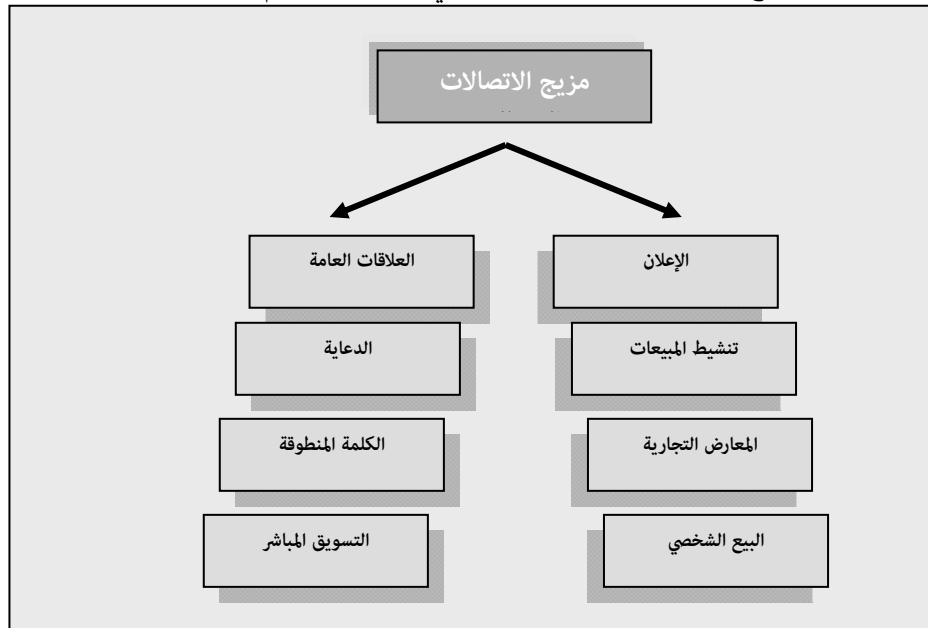 مزيج الاتصالات
الإعلان
العلاقات العامة
تنشيط المبيعات
الدعاية
المعارض التجارية
الكلمة المنطوقة
البيع الشخصي
التسويق المباشر